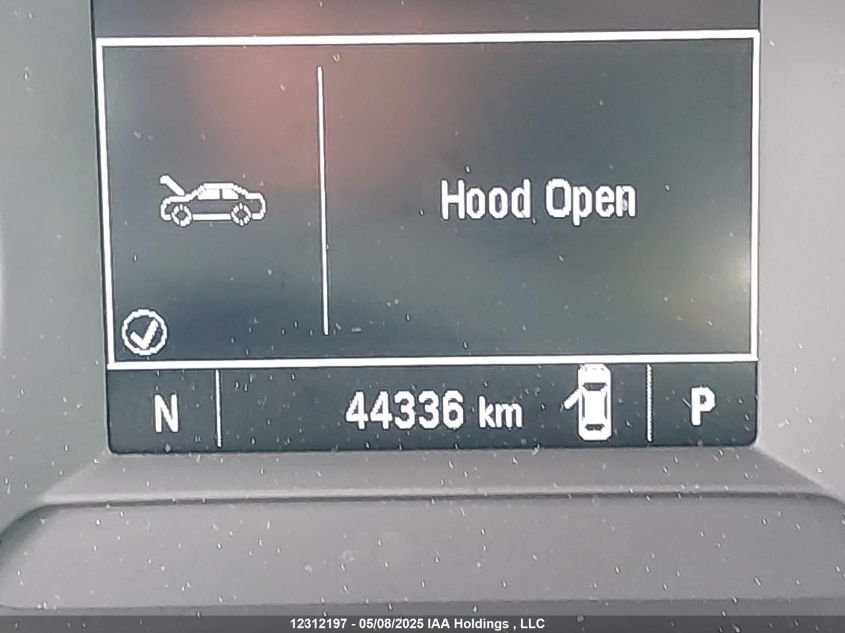 Hood Open
N 44336 km P
12312197 - 05/08/2025 IAA Holdings , LLC